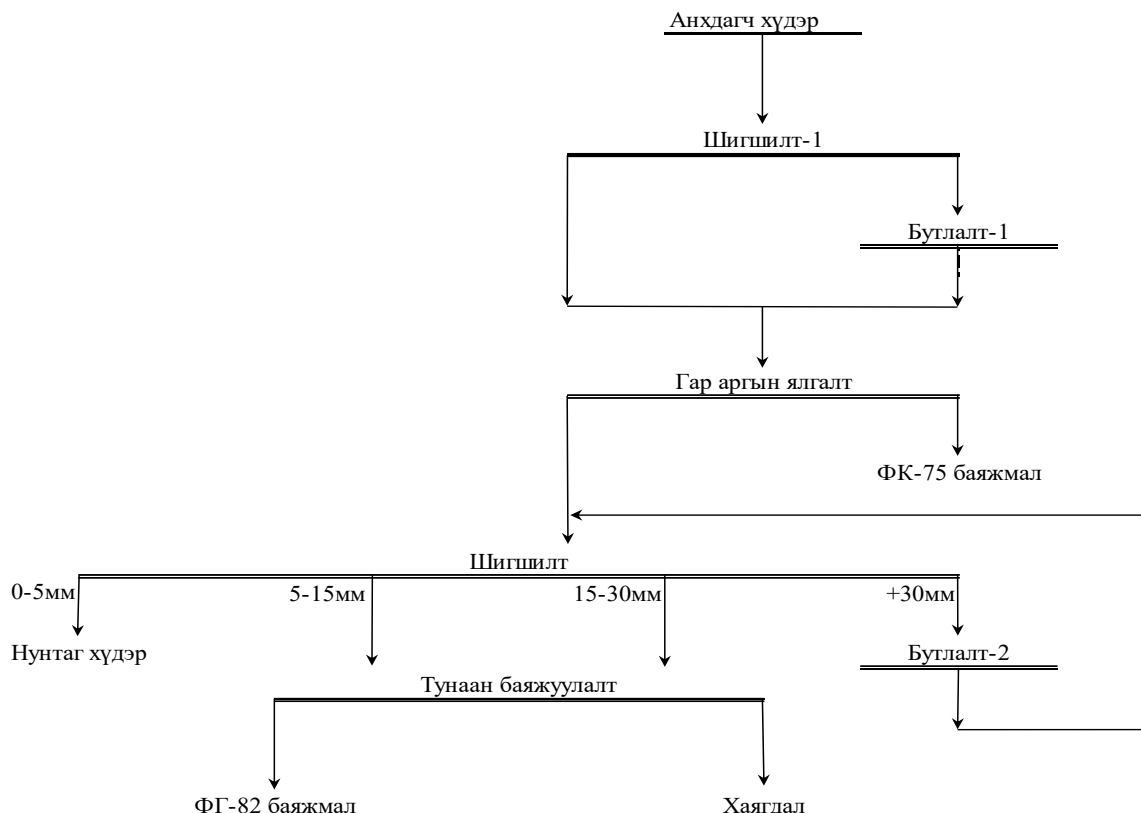 Анхдагч хүдэр
Шигшилт-1
Бутлалт-1
Гар аргын ялгалт
ФК-75 баяжмал
Шигшилт
0-5мм
5-15мм
15-30мм
+30мм
Нунтаг хүдэр
Бутлалт-2
Тунаан баяжуулалт
ФГ-82 баяжмал
Хаягдал